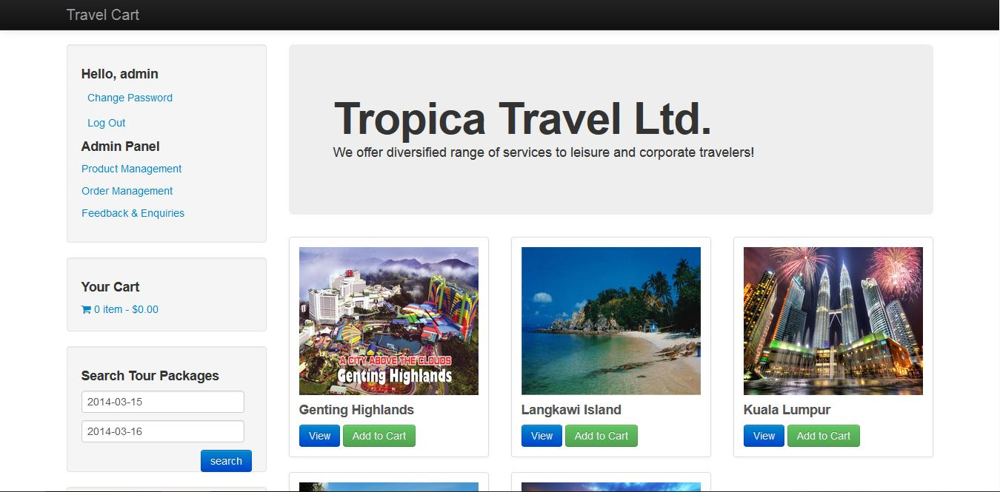 Travel Cart
Hello, admin
Change Password
Log Out
Admin Panel
Product Management
Order Management
Feedback & Enquiries
Your Cart
0 item - $0.00
Search Tour Packages
2014-03-15
2014-03-16
search
Tropica Travel Ltd.
We offer diversified range of services to leisure and corporate travelers!
A CITY ABOVE THE CLOUDS
Genting Highlands
Genting Highlands
View Add to Cart
Langkawi Island
View Add to Cart
Kuala Lumpur
View Add to Cart